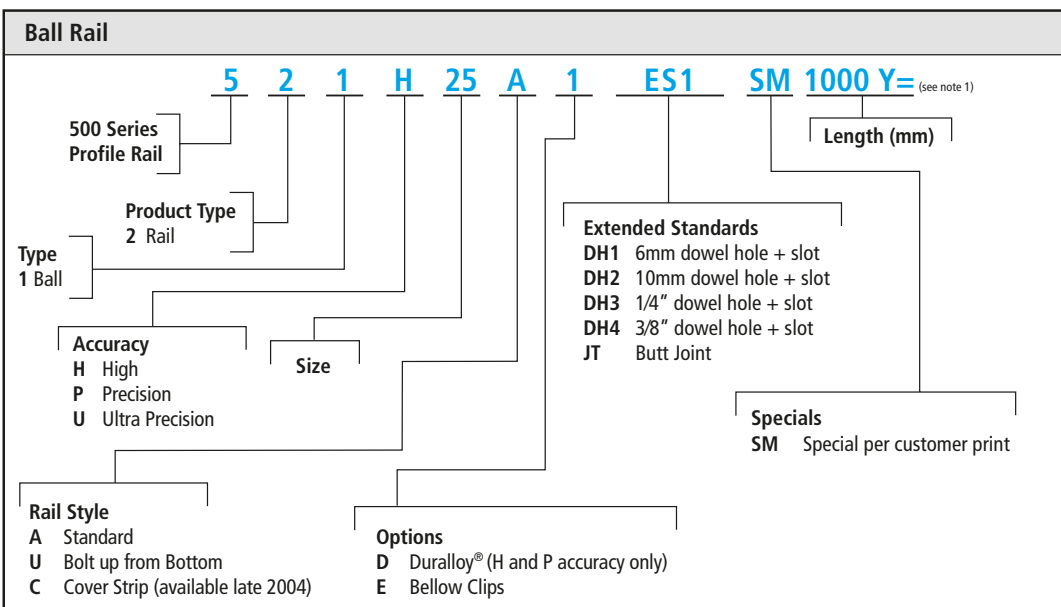 Ball Rail
5 2 1 H 25 A 1 ES1 SM 1000 Y= (see note 1)
500 Series
Profile Rail
Length (mm)
Product Type
2 Rail
Type
1 Ball
Extended Standards
DH1 6mm dowel hole + slot
DH2 10mm dowel hole + slot
DH3 1/4" dowel hole + slot
DH4 3/8" dowel hole + slot
JT Butt Joint
Accuracy
H High
P Precision
U Ultra Precision
Size
Specials
SM Special per customer print
Rail Style
A Standard
U Bolt up from Bottom
C Cover Strip (available late 2004)
Options
D Duralloy® (H and P accuracy only)
E Bellow Clips